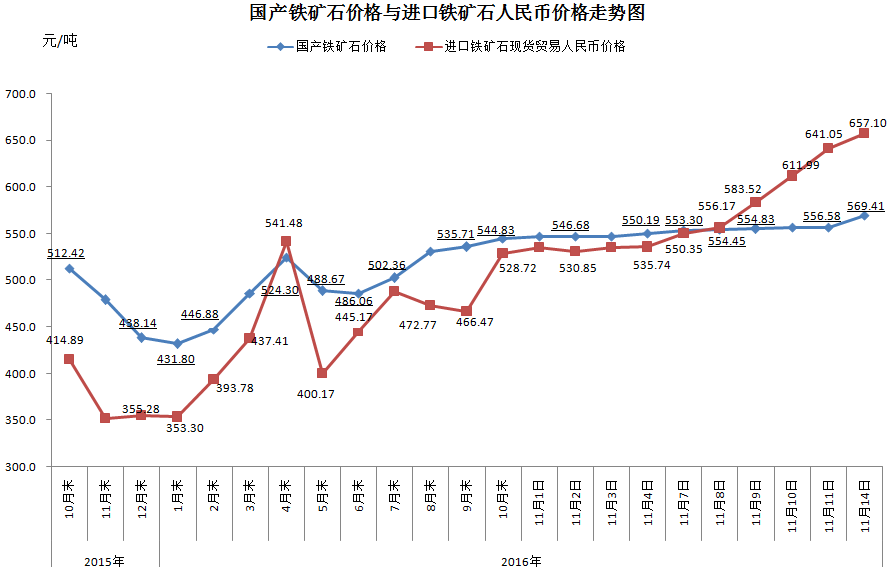 国产铁矿石价格与进口铁矿石人民币价格走势图
元/吨
国产铁矿石价格
进口铁矿石现货贸易人民币价格
700.0
650.0
600.0
550.0
500.0
450.0
400.0
350.0
300.0
512.42
438.14
431.80
446.88
524.30
488.67
486.06
502.36
535.71
544.83
546.68
550.19
553.30
554.45
554.83
556.58
569.41
414.89
355.28
353.30
393.78
437.41
541.48
400.17
445.17
472.77
466.47
528.72
530.85
535.74
550.35
556.17
583.52
611.99
641.05
657.10
10月末
11月末
12月末
1月末
2月末
3月末
4月末
5月末
6月末
7月末
8月末
9月末
10月末
11月1日
11月2日
11月3日
11月4日
11月7日
11月8日
11月9日
11月10日
11月11日
11月14日
2015年
2016年